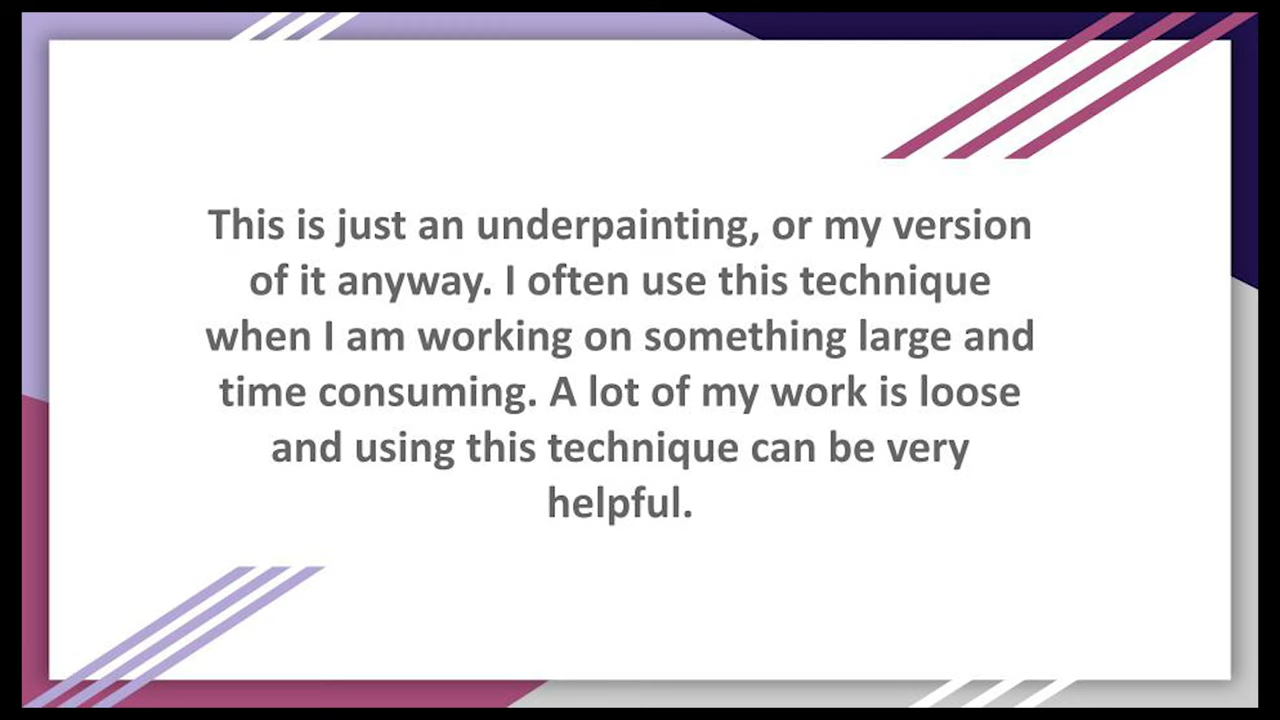 This is just an underpainting, or my version
of it anyway. I often use this technique
when I am working on something large and
time consuming. A lot of my work is loose
and using this technique can be very
helpful.